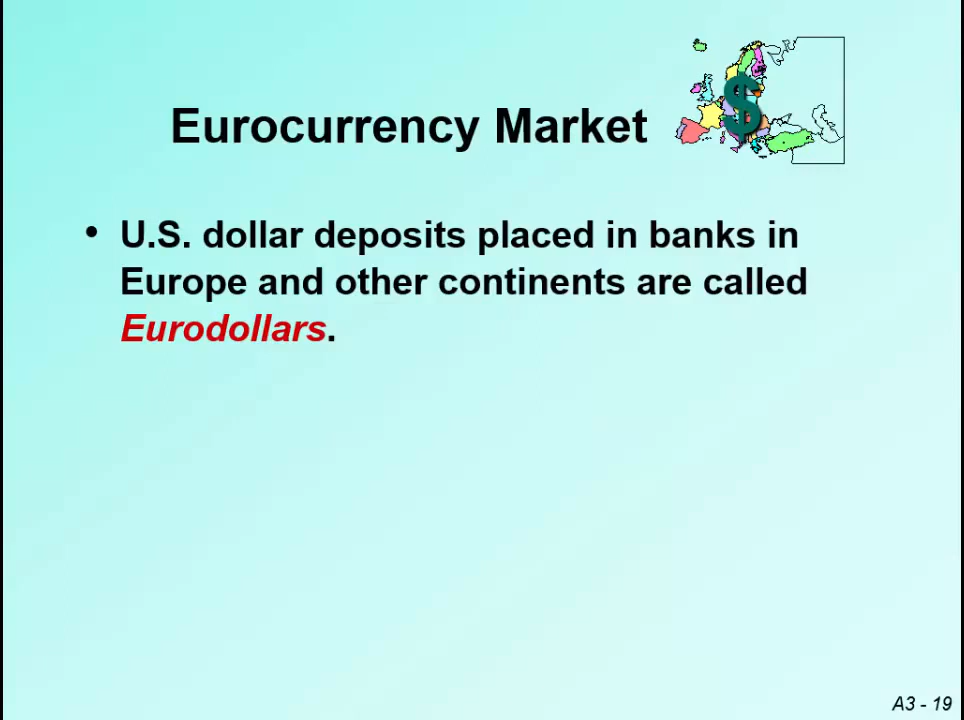 Eurocurrency Market
$
• U.S. dollar deposits placed in banks in
Europe and other continents are called
Eurodollars.
A3 - 19